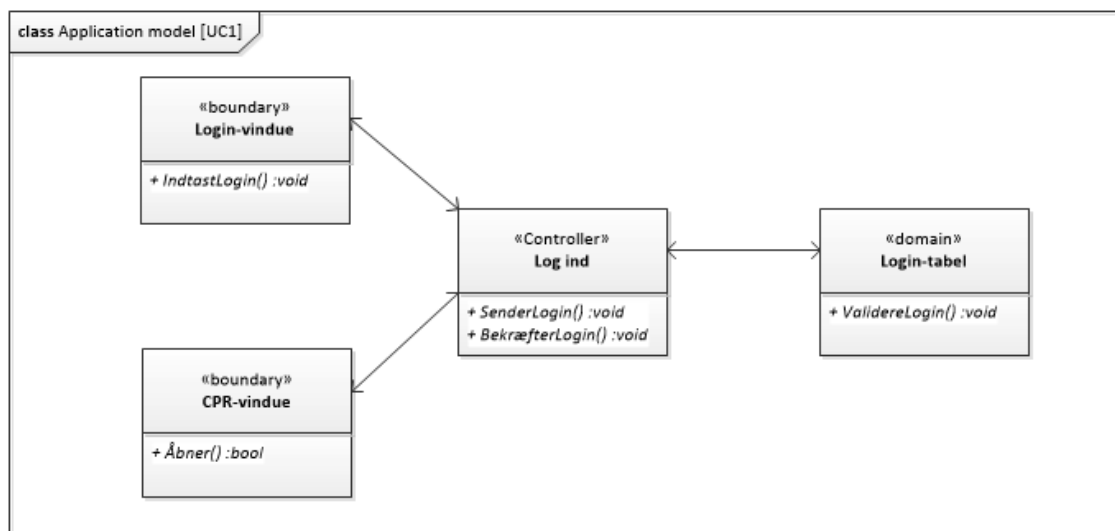 class Application model [UC1]
«boundary»
Login-vindue
+ IndtastLogin() :void
«Controller»
Log ind
+ SenderLogin() :void
+ BekræfterLogin() :void
«domain»
Login-tabel
+ ValidereLogin() :void
«boundary»
CPR-vindue
+ Åbner() :bool